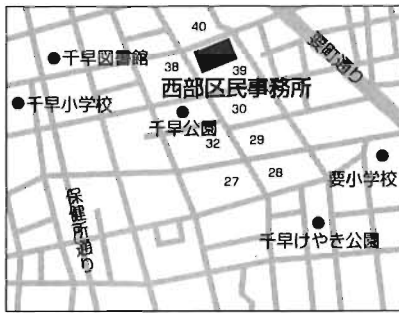 40
要町通り
千早図書館
38
39
西部区民事務所
千早小学校
千早公園
30
32
29
要小学校
27
28
保健所通り
千早けやき公園